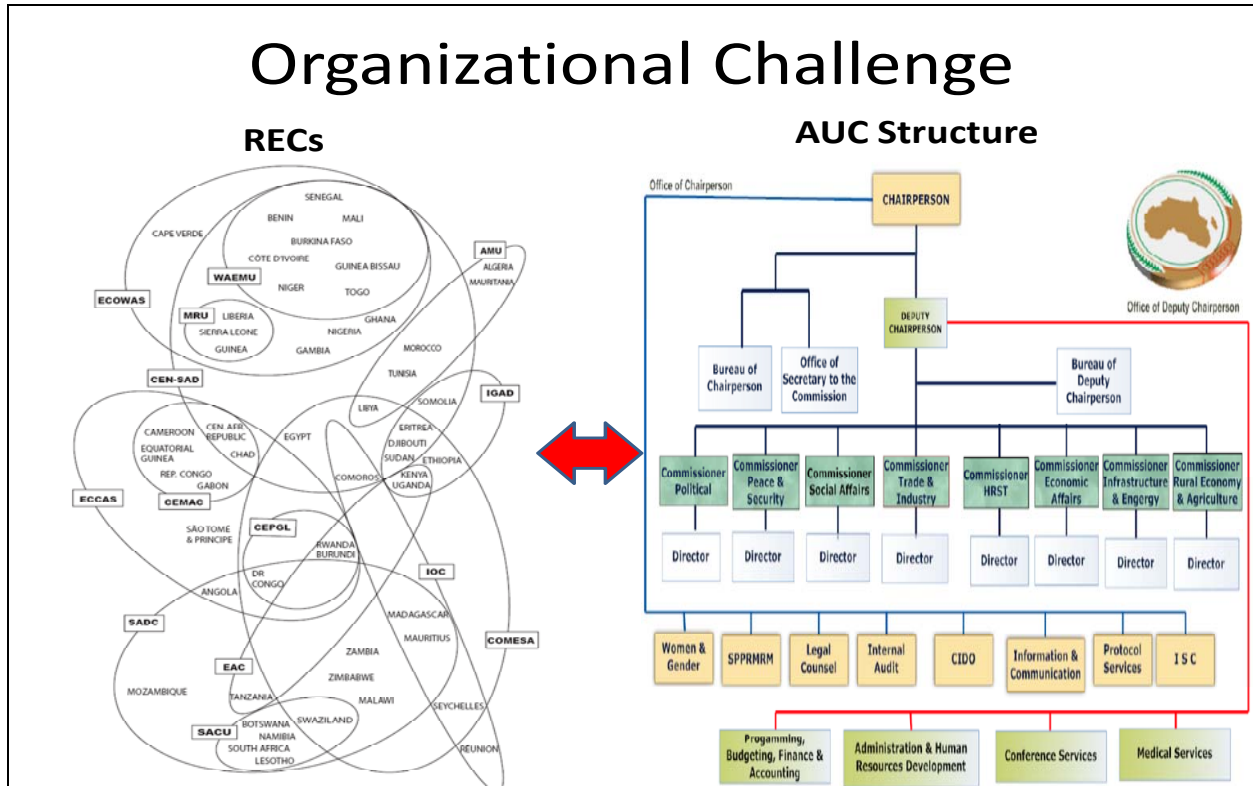 Organizational Challenge
RECs
AUC Structure
SENEGAL
BENIN
MALI
CAPE VERDE
BURKINA FASO
CÔTE D'IVOIRE
GUINEA BISSAU
WAEMU
NIGER
TOGO
ECOWAS
MRU
LIBERIA
SIERRA LEONE
GUINEA
GHANA
NIGERIA
GAMBIA
AMU
ALGERIA
MAURITANIA
MOROCCO
TUNISIA
LIBYA
CEN-SAD
IGAD
SOMOLIA
ERITREA
DJIBOUTI
SUDAN
ETHIOPIA
KENYA
UGANDA
EGYPT
COMOROS
CAMEROON
CEN AFR
REPUBLIC
EQUATORIAL
GUINEA
CHAD
REP. CONGO
GABON
ECCAS
CEMAC
SÃO TOMÉ
& PRINCIPE
CEPGL
RWANDA
BURUNDI
DR
CONGO
ANGOLA
IOC
SADC
MADAGASCAR
MAURITIUS
COMESA
EAC
ZAMBIA
ZIMBABWE
MOZAMBIQUE
TANZANIA
MALAWI
SEYCHELLES
SACU
BOTSWANA
SWAZILAND
NAMIBIA
SOUTH AFRICA
LESOTHO
REUNION
Office of Chairperson
CHAIRPERSON
Office of Deputy Chairperson
DEPUTY
CHAIRPERSON
Bureau of
Chairperson
Office of
Secretary to the
Commission
Bureau of
Deputy
Chairperson
Commissioner
Political
Commissioner
Peace &
Security
Commissioner
Social Affairs
Commissioner
Trade &
Industry
Commissioner
HRST
Commissioner
Economic
Affairs
Commissioner
Infrastructure
& Engergy
Commissioner
Rural Economy
& Agriculture
Director
Director
Director
Director
Director
Director
Director
Director
Women &
Gender
SPPRMRM
Legal
Counsel
Internal
Audit
CIDO
Information &
Communication
Protocol
Services
I S C
Progamming,
Budgeting, Finance &
Accounting
Administration & Human
Resources Development
Conference Services
Medical Services